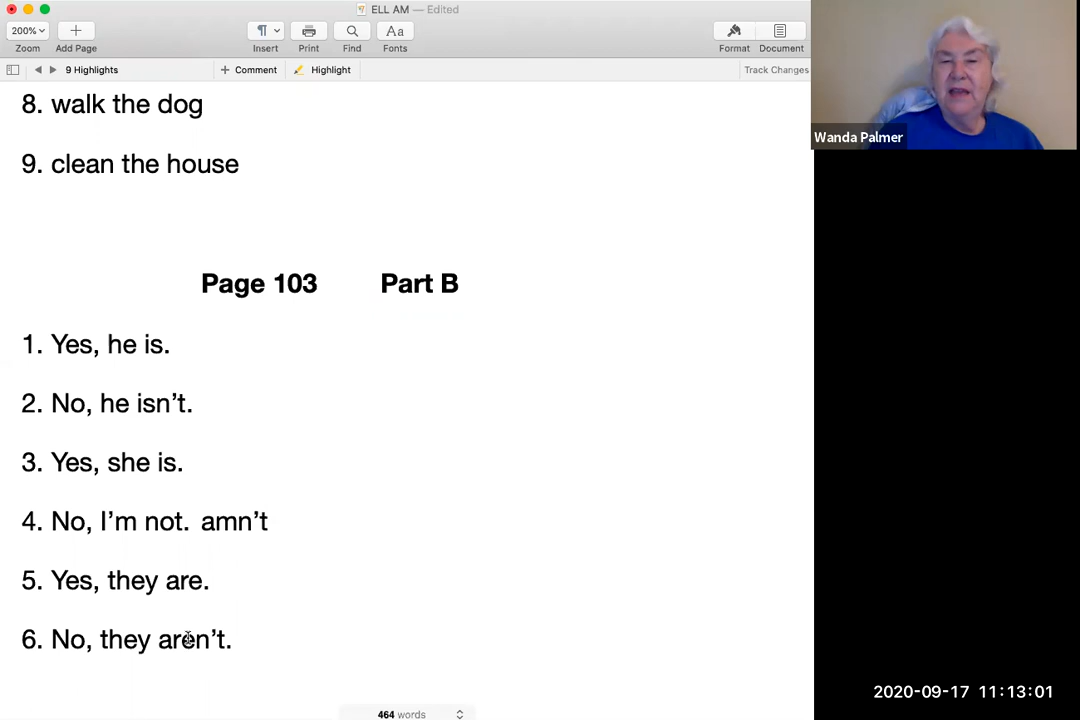 ELL AM — Edited
200%
Zoom
Add Page
Insert
Print
Aa
Find
Fonts
Format
Document
9 Highlights
+ Comment
Highlight
Track Changes
8. walk the dog
9. clean the house
Page 103 Part B
1. Yes, he is.
2. No, he isn't.
3. Yes, she is.
4. No, I'm not. amn't
5. Yes, they are.
6. No, they aren't.
464 words
Wanda Palmer
2020-09-17 11:13:01